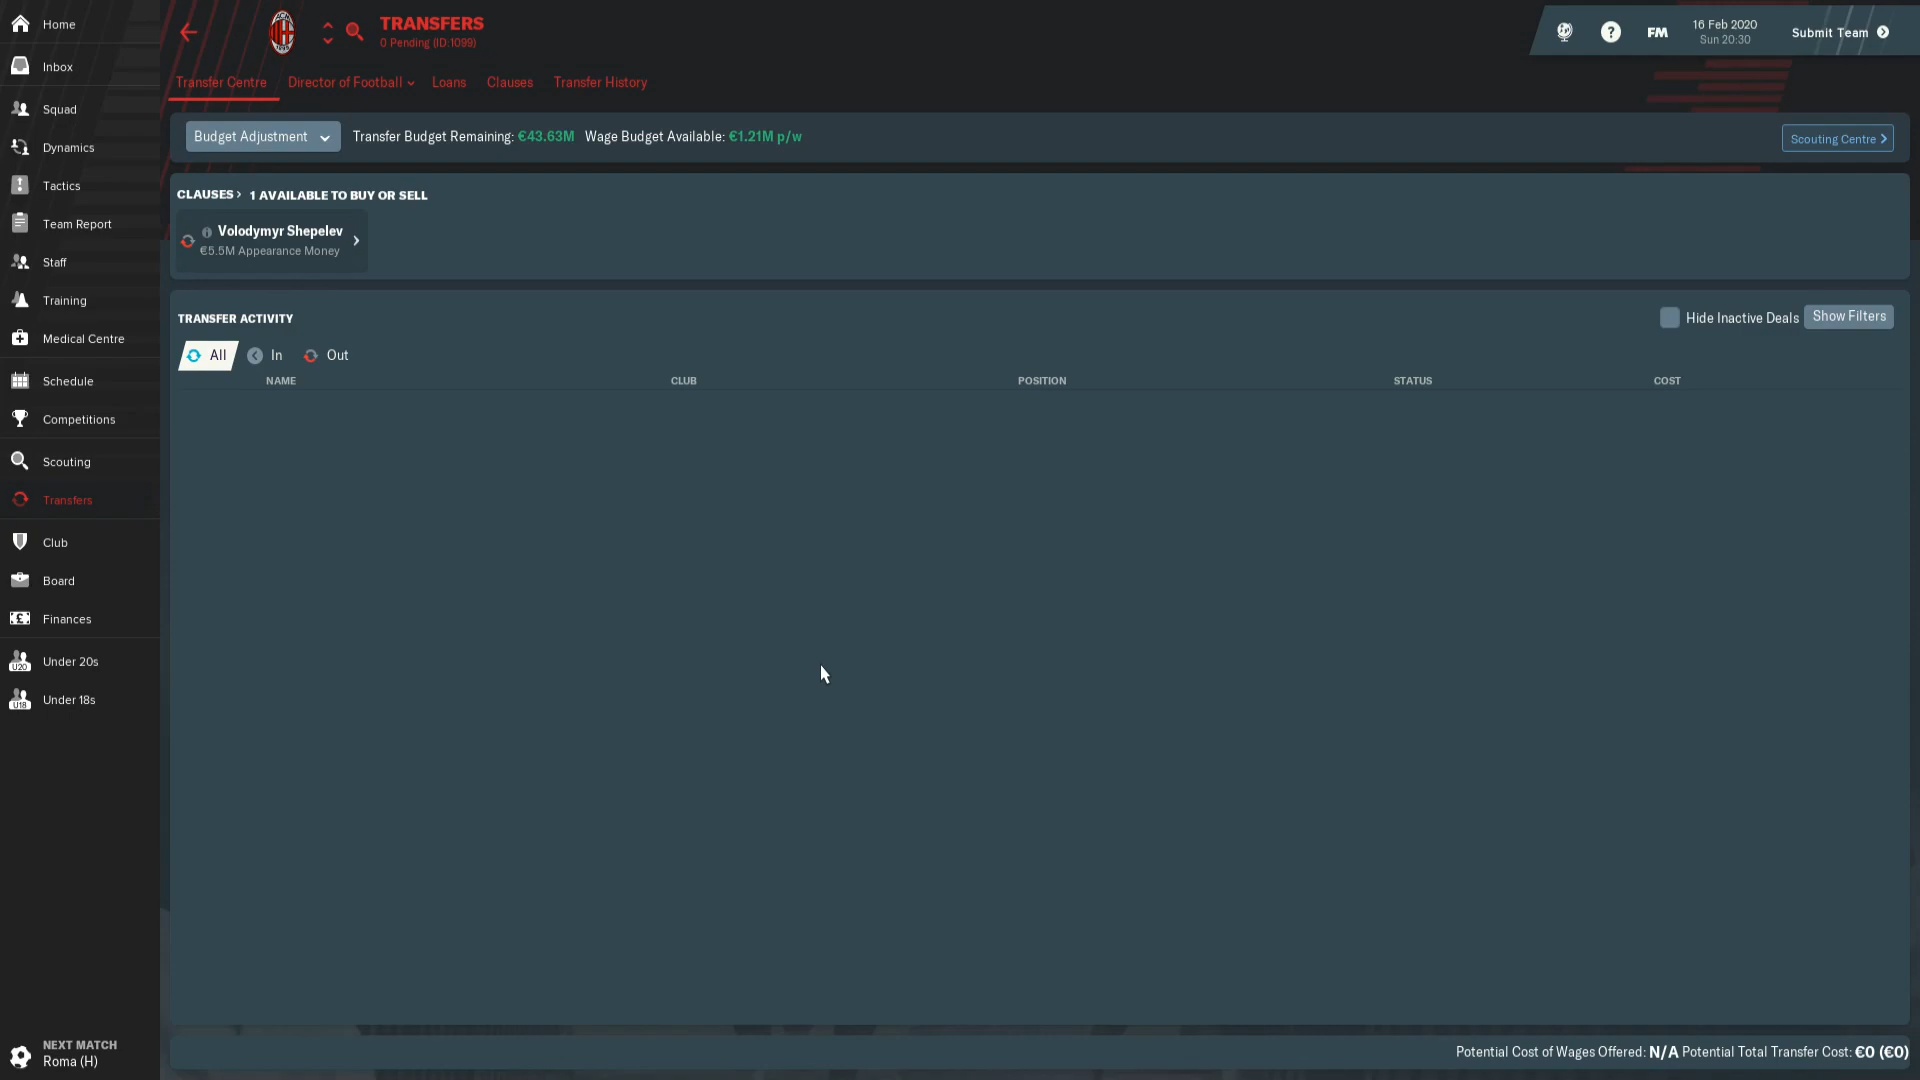 Home
Inbox
Squad
Dynamics
Tactics
Team Report
Staff
Training
Medical Centre
Schedule
Competitions
Scouting
Transfers
Club
Board
Finances
U20 Under 20s
U18 Under 18s
NEXT MATCH
Roma (H)
TRANSFERS
0 Pending (ID:1099)
? FM 16 Feb 2020
Sun 20:30
Submit Team
Transfer Centre Director of Football Loans Clauses Transfer History
Budget Adjustment Transfer Budget Remaining: €43.63M Wage Budget Available: €1.21M p/w Scouting Centre
CLAUSES 1 AVAILABLE TO BUY OR SELL
Volodymyr Shepelev
€5.5M Appearance Money
TRANSFER ACTIVITY Hide Inactive Deals Show Filters
All In Out
NAME CLUB POSITION STATUS COST
Potential Cost of Wages Offered: N/A Potential Total Transfer Cost: €0 (€0)